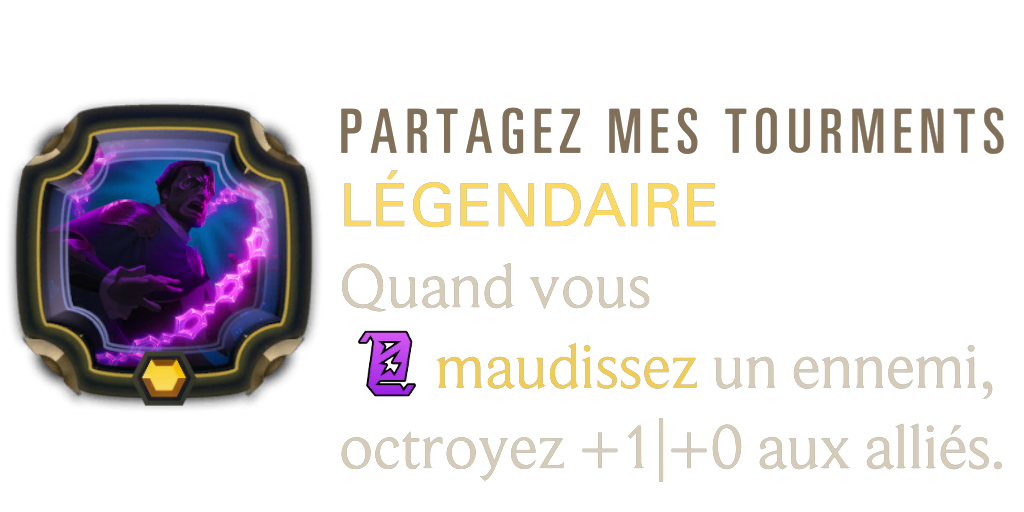 PARTAGEZ MES TOURMENTS
LÉGENDAIRE
Quand vous
maudissez un ennemi,
octroyez +1|+0 aux alliés.